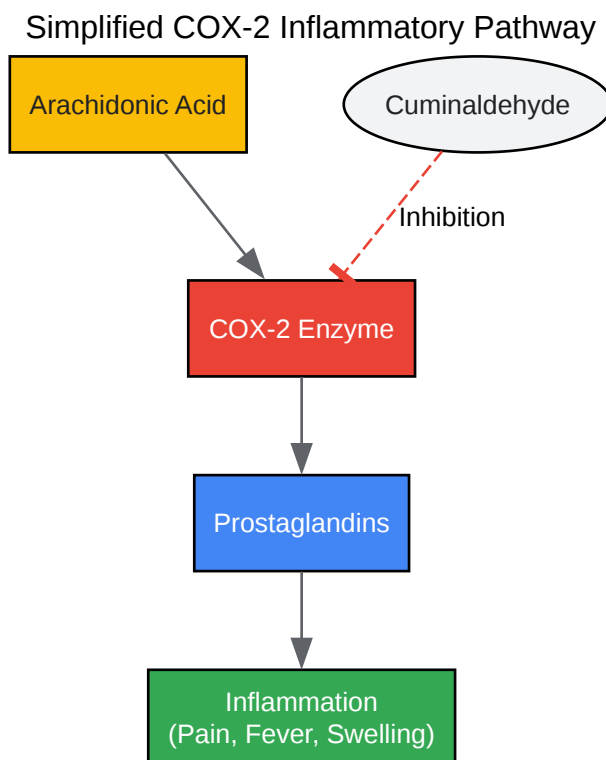 Simplified COX-2 Inflammatory Pathway
Arachidonic Acid
Cuminaldehyde
Inhibition
COX-2 Enzyme
Prostaglandins
Inflammation
(Pain, Fever, Swelling)